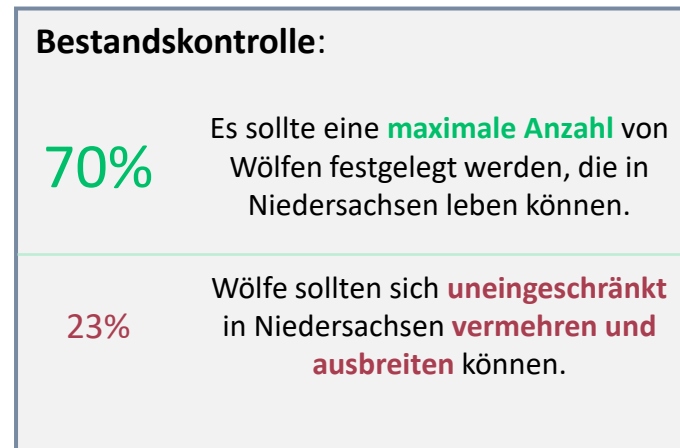 Bestandskontrolle:
70%
Es sollte eine maximale Anzahl von
Wölfen festgelegt werden, die in
Niedersachsen leben können.
23%
Wölfe sollten sich uneingeschränkt
in Niedersachsen vermehren und
ausbreiten können.